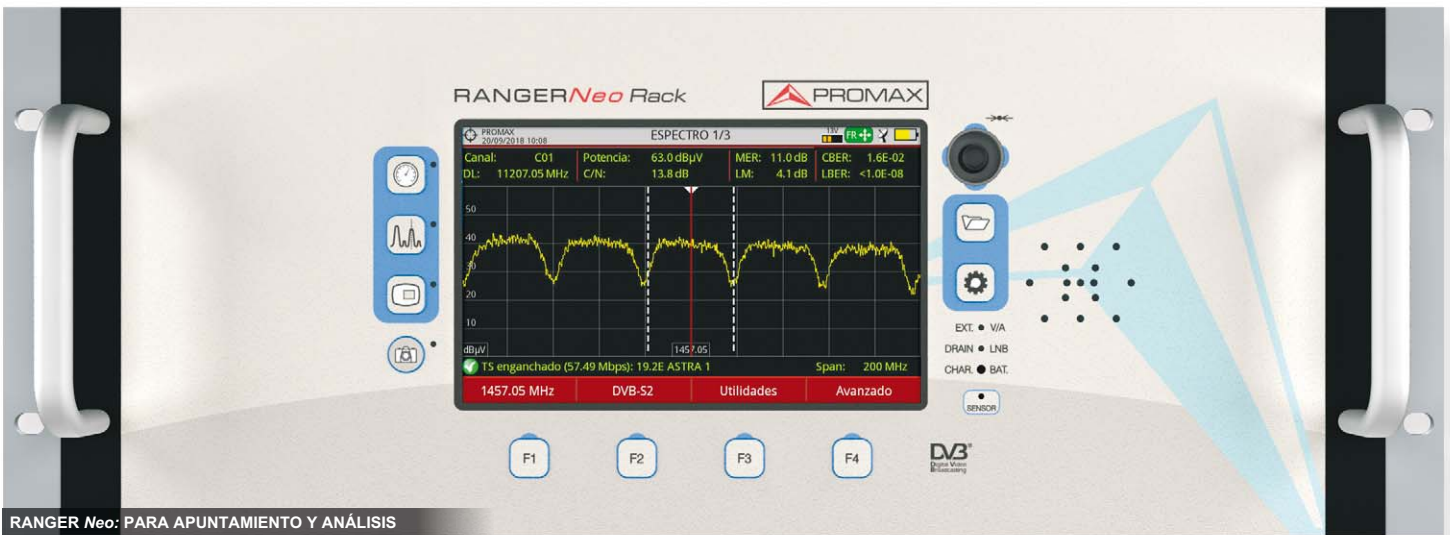 RANGERNeo Rack
PROMAX
PROMAX
20/09/2018 10:08
ESPECTRO 1/3
13V
FR
Canal: C01 Potencia: 63.0 dBµV MER: 11.0 dB CBER: 1.6E-02
DL: 11207.05 MHz C/N: 13.8 dB LM: 4.1 dB LBER: <1.0E-08
50
40
30
20
10
dBµV
1457.05
TS enganchado (57.49 Mbps): 19.2E ASTRA 1 Span: 200 MHz
1457.05 MHz DVB-S2 Utilidades Avanzado
EXT. V/A
DRAIN LNB
CHAR. BAT.
SENSOR
F1 F2 F3 F4
DVB
Digital Video
Broadcasting
RANGER Neo: PARA APUNTAMIENTO Y ANÁLISIS